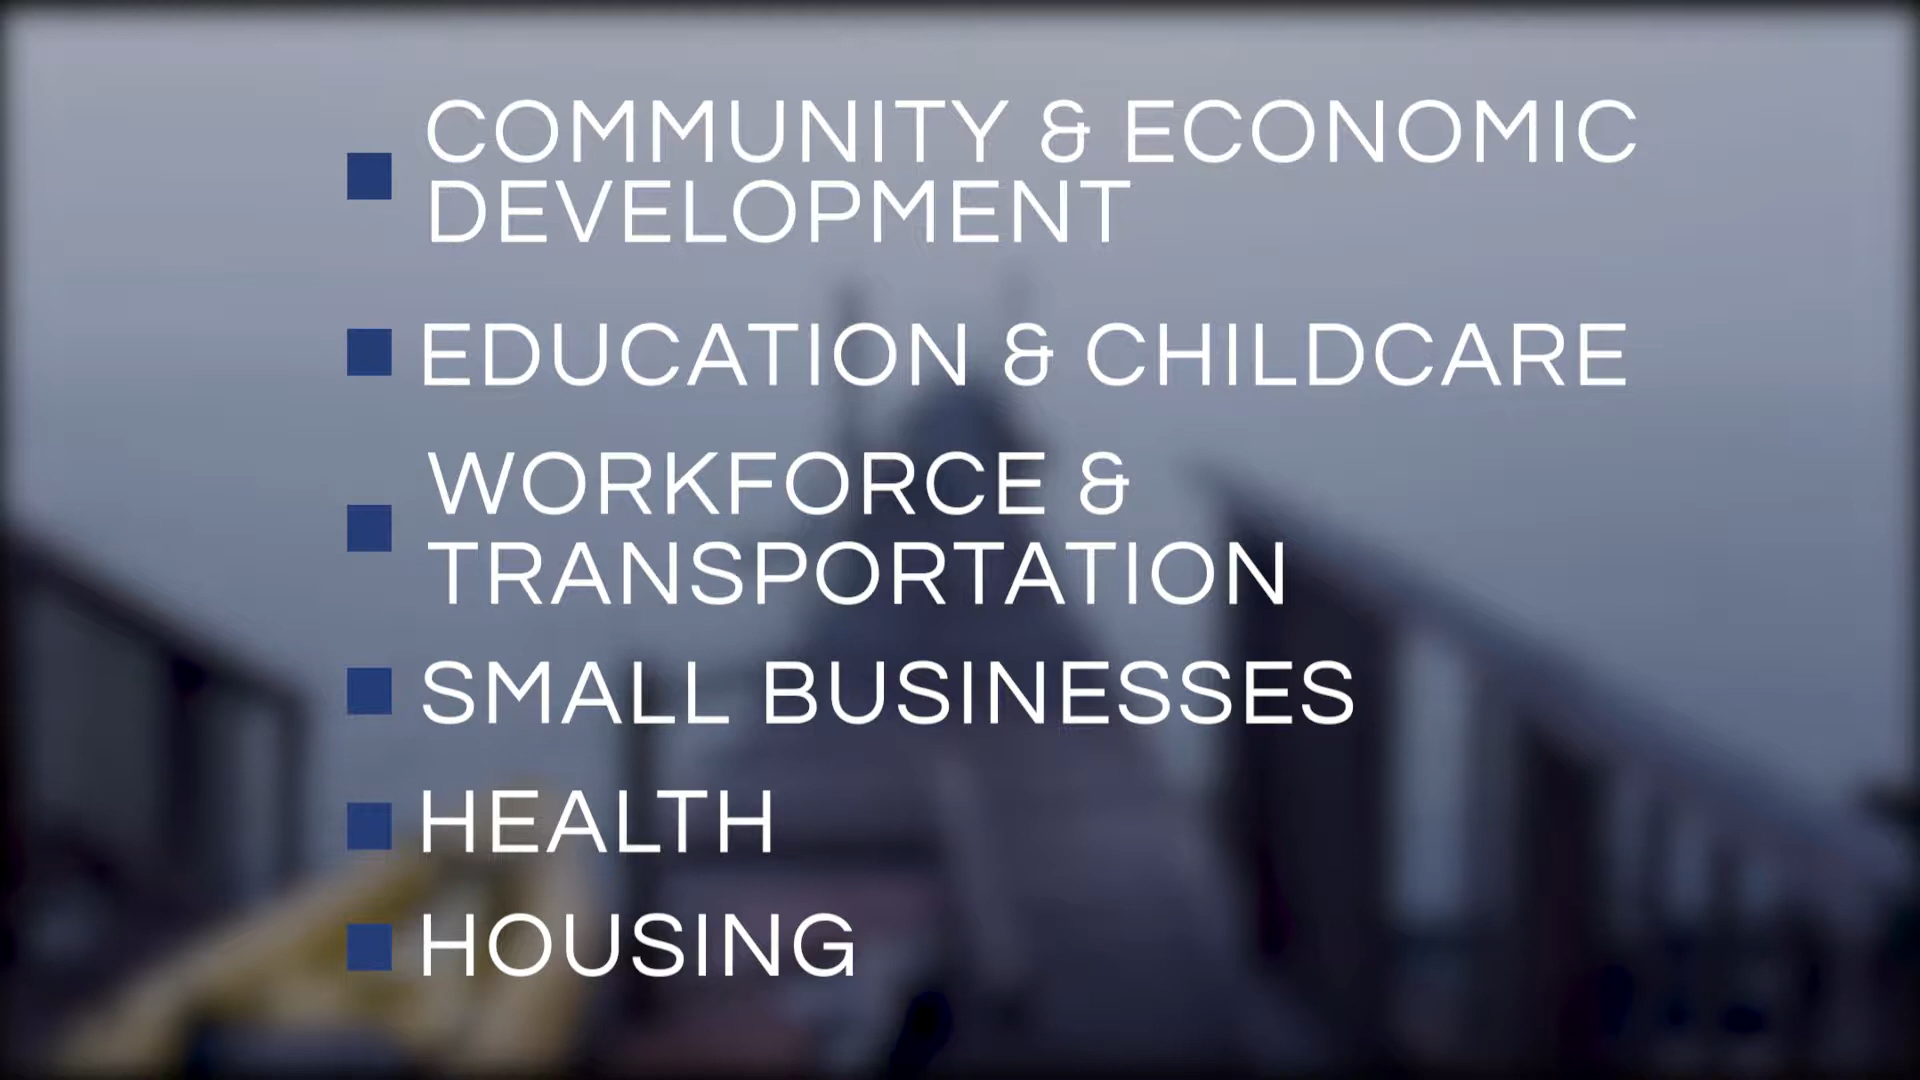 COMMUNITY & ECONOMIC
DEVELOPMENT
EDUCATION & CHILDCARE
WORKFORCE &
TRANSPORTATION
SMALL BUSINESSES
HEALTH
HOUSING